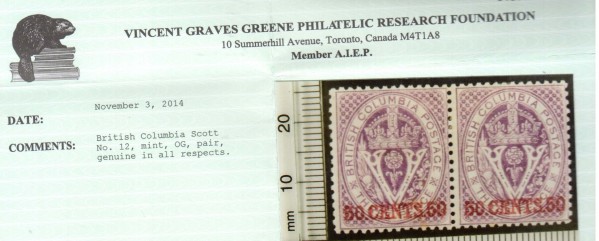 VINCENT GRAVES GREENE PHILATELIC RESEARCH FOUNDATION
10 Summerhill Avenue, Toronto, Canada M4T1A8
Member A.I.E.P.
DATE:
November 3, 2014
COMMENTS:
British Columbia Scott
No. 12, mint, OG, pair,
genuine in all respects.
20
10
mm
BRITISH COLUMBIA POSTAGE
V
50 CENTS.50
BRITISH COLUMBIA POSTAGE
V
50 CENTS.50